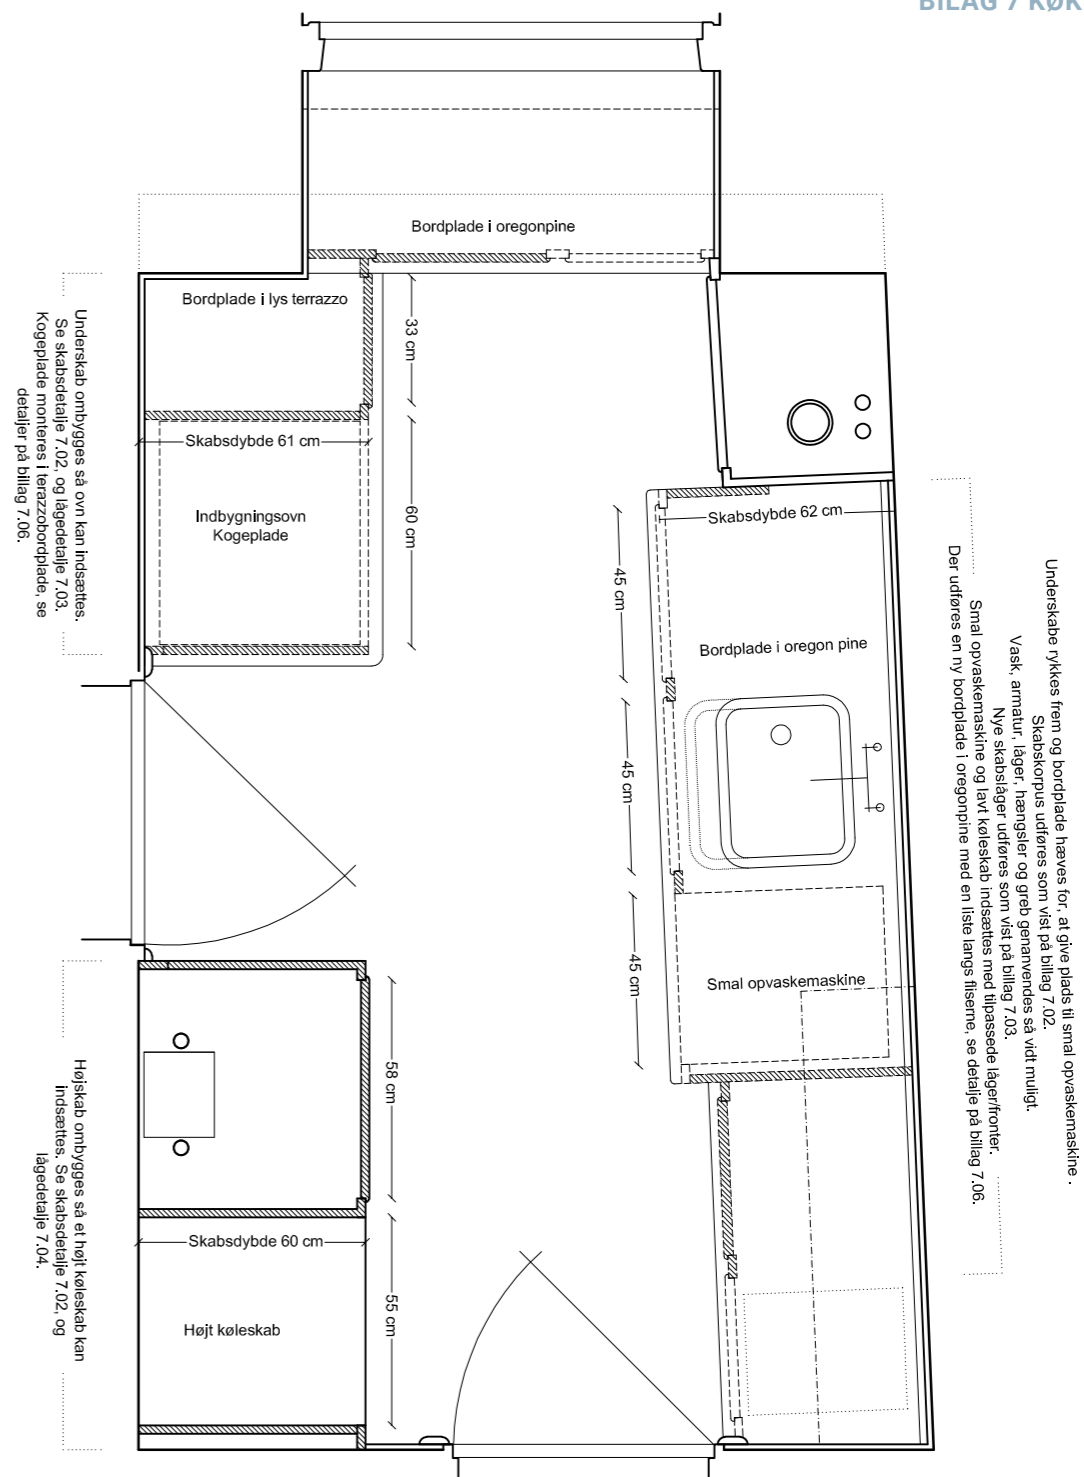 BILAG 7 KØK
Bordplade i oregonpine
Bordplade i lys terrazzo
33 cm
Skabsdybde 61 cm
Indbygningsovn
Kogeplade
60 cm
Underskab ombygges så ovn kan indsættes.
Se skabsdetalje 7.02, og lågedetalje 7.03.
Kogeplade monteres i terazzobordplade, se
detaljer på billag 7.06.
Skabsdybde 62 cm
45 cm
Bordplade i oregon pine
45 cm
45 cm
Smal opvaskemaskine
Underskabe rykkes frem og bordplade hæves for, at give plads til smal opvaskemaskine .
Skabskorpus udføres som vist på billag 7.02.
Vask, armatur, låger, hængsler og greb genanvendes så vidt muligt.
Nye skabslåger udføres som vist på billag 7.03.
Smal opvaskemaskine og lavt køleskab indsættes med tilpassede låger/fronter.
Der udføres en ny bordplade i oregonpine med en liste langs fliserne, se detalje på billag 7.06.
58 cm
Skabsdybde 60 cm
55 cm
Højt køleskab
Højskab ombygges så et højt køleskab kan
indsættes. Se skabsdetalje 7.02, og
lågedetalje 7.04.